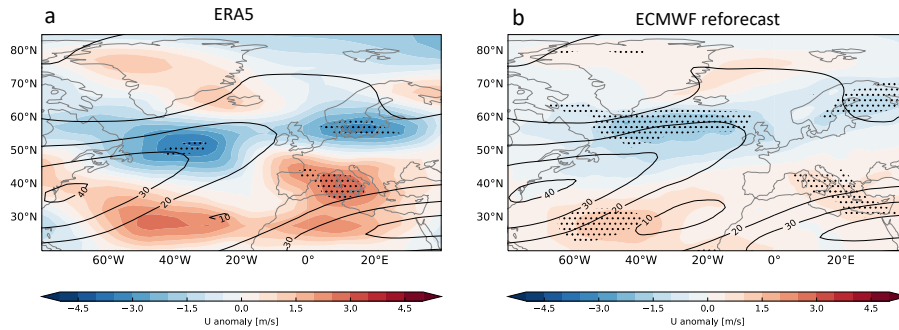 a ERA5
b ECMWF reforecast
80°N
70°N
60°N
50°N
40°N
30°N
40
30
20
10
30
60°W 40°W 20°W 0° 20°E
80°N
70°N
60°N
50°N
40°N
30°N
40
30
20
10
20
30
60°W 40°W 20°W 0° 20°E
−4.5 −3.0 −1.5 0.0 1.5 3.0 4.5
U anomaly [m/s]
−4.5 −3.0 −1.5 0.0 1.5 3.0 4.5
U anomaly [m/s]